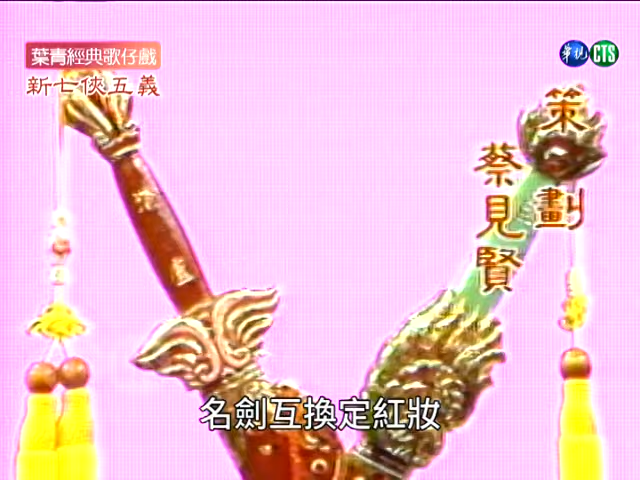 葉青經典歌仔戲
新七俠五義
華視 CTS
策劃
蔡見賢
名劍互換定紅妝